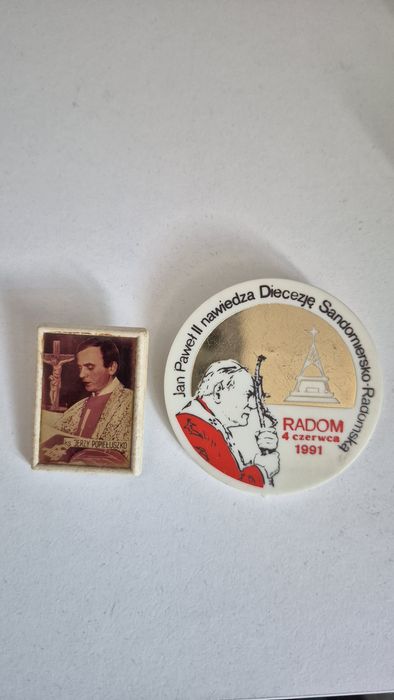 ks. JERZY POPIEŁUSZKO
Jan Paweł II nawiedza Diecezję Sandomiersko-Radomską
RADOM
4 czerwca
1991